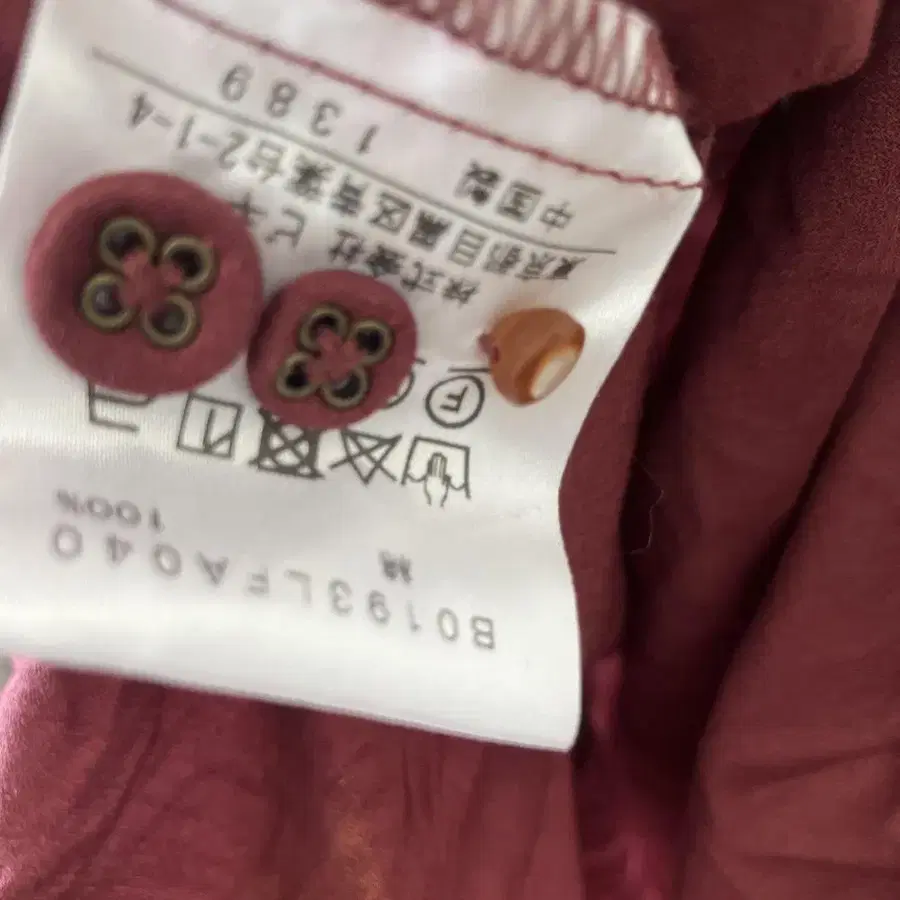 B0193LFA040
綿 100%
F
株式会社
東京都目黒区青葉台2-1-4
中国製 1389